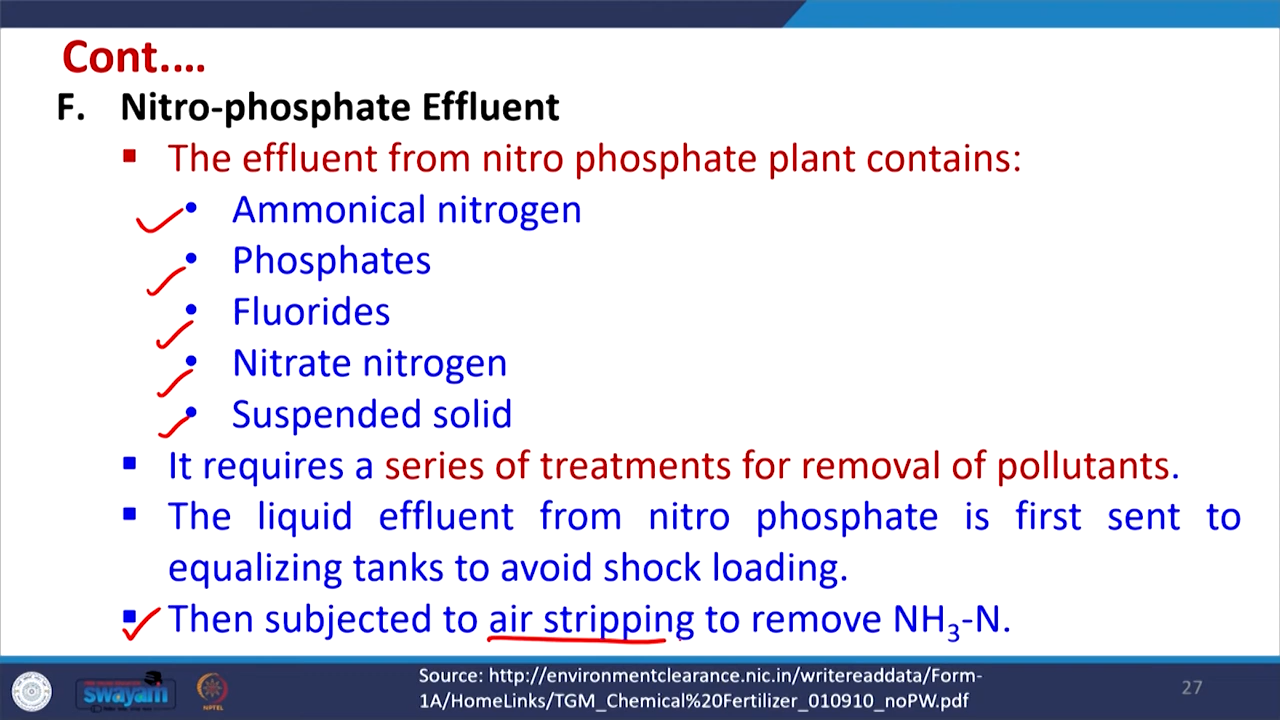 Cont.…
F. Nitro-phosphate Effluent
▪ The effluent from nitro phosphate plant contains:
• Ammonical nitrogen
• Phosphates
• Fluorides
• Nitrate nitrogen
• Suspended solid
▪ It requires a series of treatments for removal of pollutants.
▪ The liquid effluent from nitro phosphate is first sent to
equalizing tanks to avoid shock loading.
▪ Then subjected to air stripping to remove NH₃-N.
Source: http://environmentclearance.nic.in/writereaddata/Form-
1A/HomeLinks/TGM_Chemical%20Fertilizer_010910_noPW.pdf
27
swayam
NPTEL